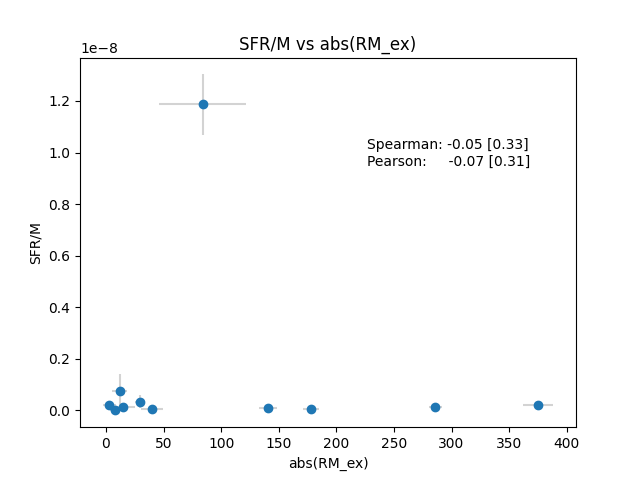 SFR/M vs abs(RM_ex)
1e−8
1.2
1.0
0.8
0.6
0.4
0.2
0.0
SFR/M
Spearman: -0.05 [0.33]
Pearson: -0.07 [0.31]
0 50 100 150 200 250 300 350 400
abs(RM_ex)